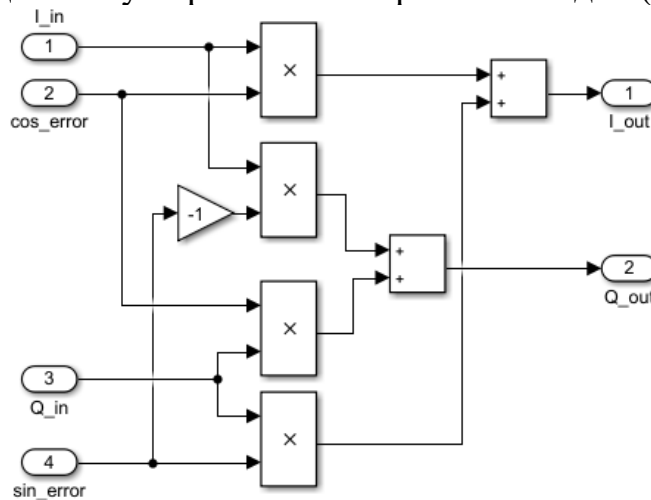 I_in
1
×
+
+
1
I_out
2
cos_error
×
-1
+
+
2
Q_out
×
3
Q_in
×
4
sin_error